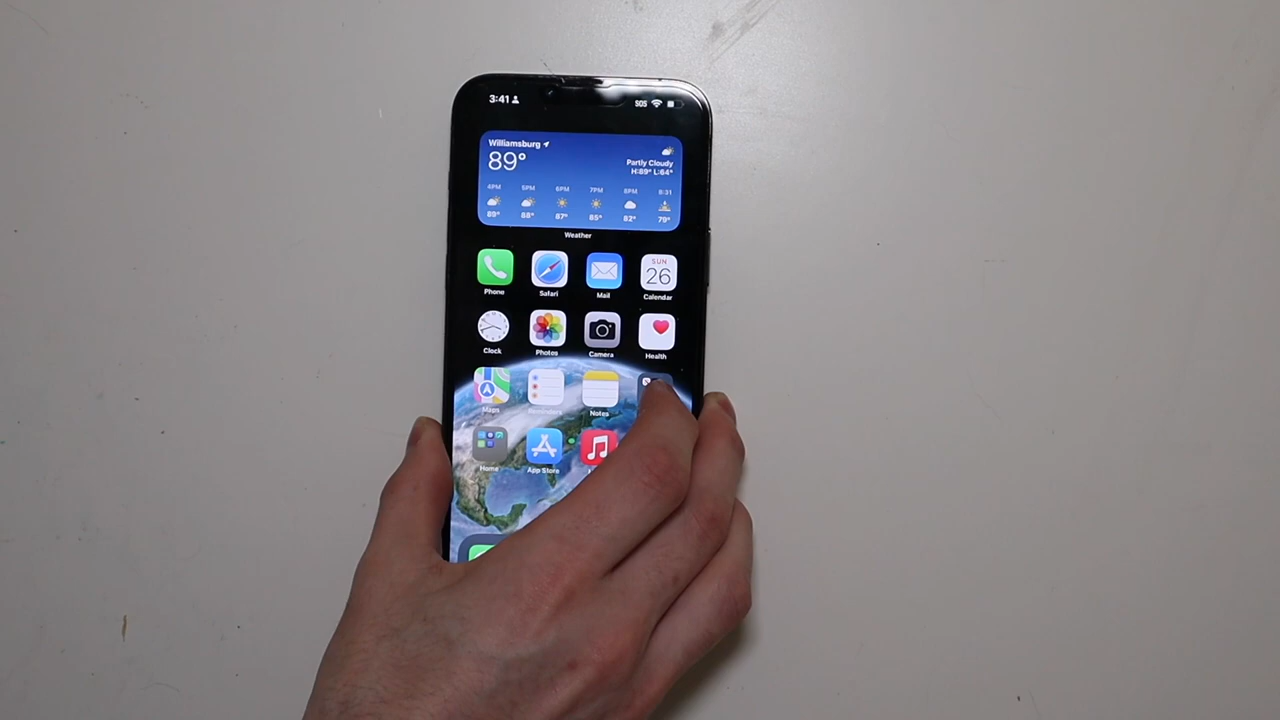 3:41 SOS
Williamsburg
89°
Partly Cloudy
H:89° L:64°
4PM 5PM 6PM 7PM 8PM 8:31
89° 88° 87° 85° 82° 79°
Weather
SUN
26
Phone Safari Mail Calendar
Clock Photos Camera Health
Maps Reminders Notes
Home App Store